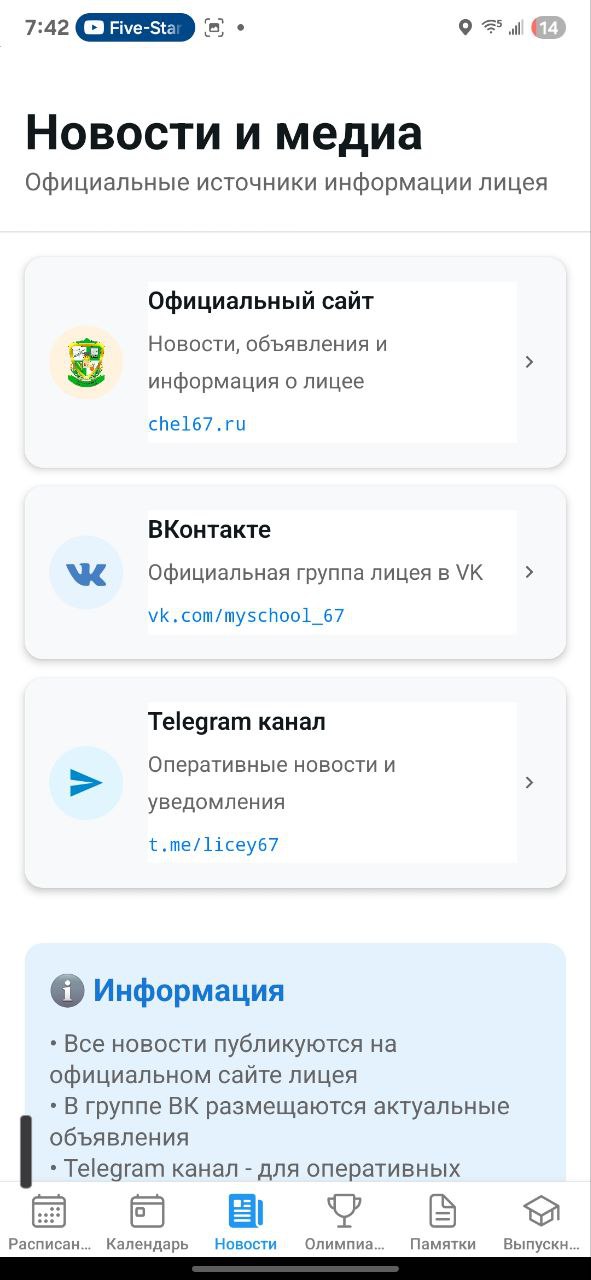 7:42 Five-Star 14
Новости и медиа
Официальные источники информации лицея
Официальный сайт
Новости, объявления и
информация о лицее
chel67.ru
ВКонтакте
Официальная группа лицея в VK
vk.com/myschool_67
Telegram канал
Оперативные новости и
уведомления
t.me/licey67
Информация
• Все новости публикуются на
официальном сайте лицея
• В группе ВК размещаются актуальные
объявления
• Telegram канал - для оперативных
Расписан... Календарь Новости Олимпиа... Памятки Выпускн...